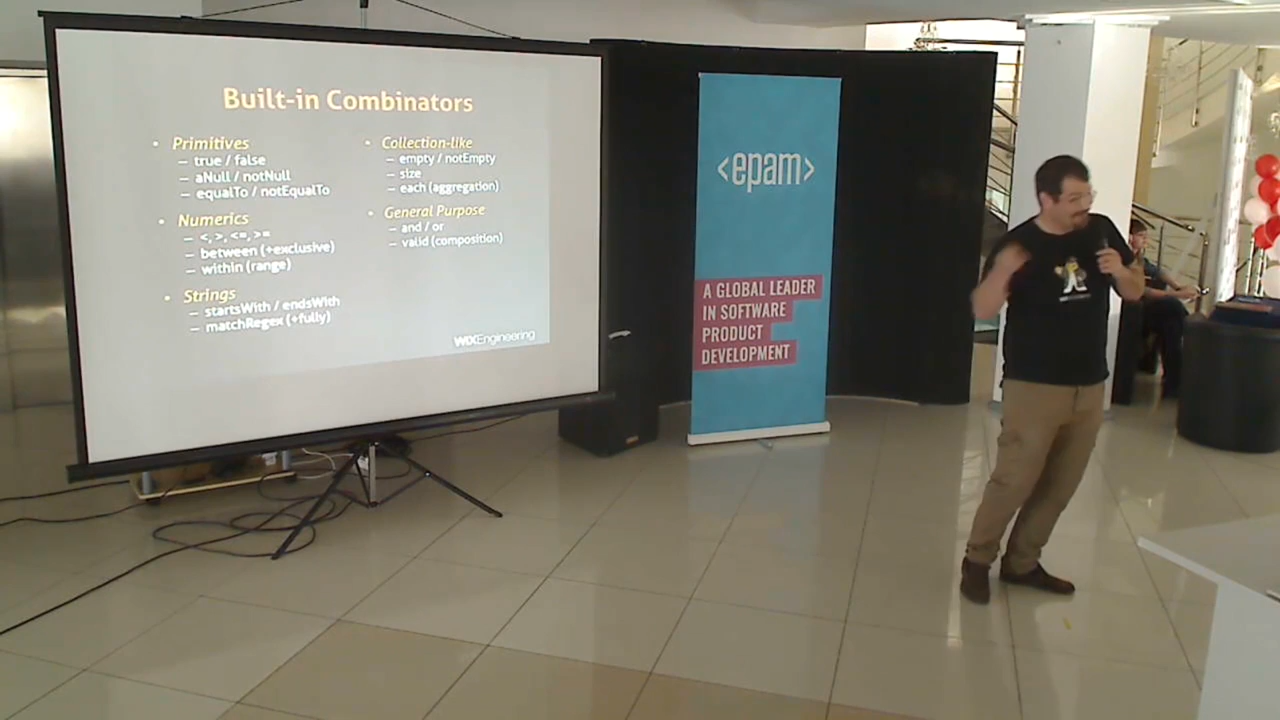 Built-in Combinators
• Primitives
– true / false
– aNull / notNull
– equalTo / notEqualTo
• Numerics
– <, >, <=, >=
– between (+exclusive)
– within (range)
• Strings
– startsWith / endsWith
– matchRegex (+fully)
• Collection-like
– empty / notEmpty
– size
– each (aggregation)
• General Purpose
– and / or
– valid (composition)
WIXEngineering
<epam>
A GLOBAL LEADER
IN SOFTWARE
PRODUCT
DEVELOPMENT